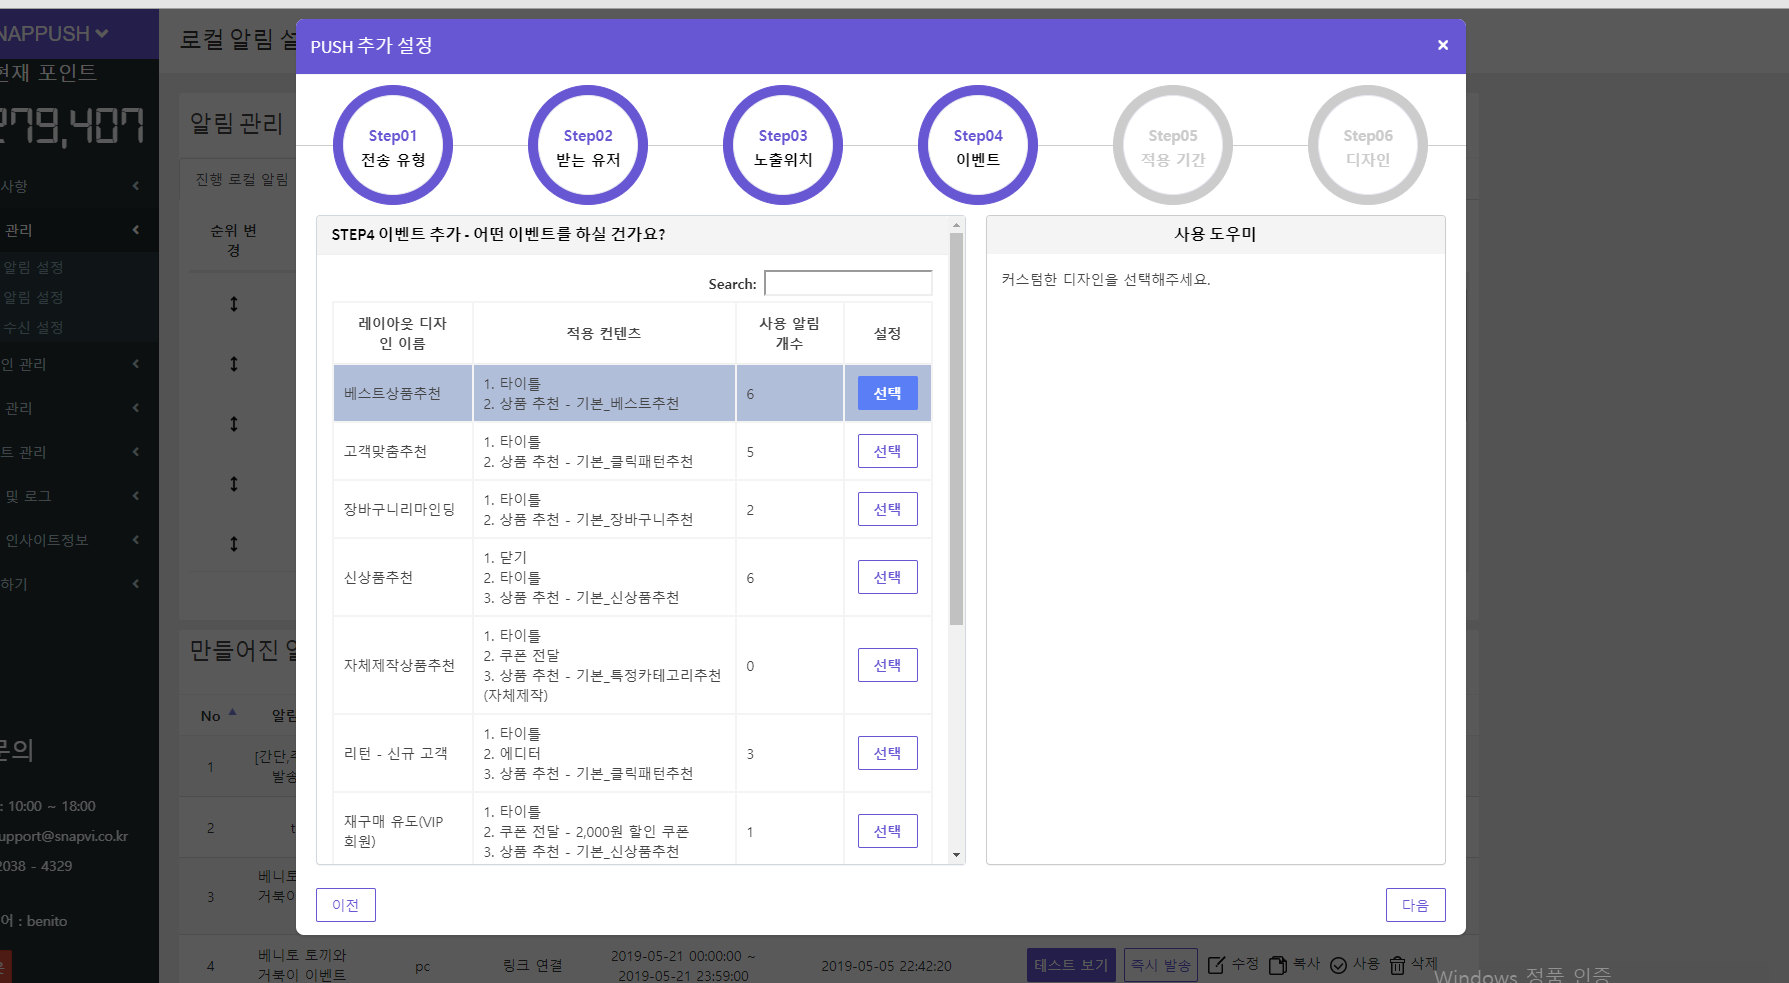 NAPPUSH
현재 포인트
279,407
사항
관리
알림 설정
알림 설정
수신 설정
인 관리
관리
트 관리
및 로그
인사이트정보
하기
문의
: 10:00 ~ 18:00
upport@snapvi.co.kr
2038 - 4329
어 : benito
로컬 알림 설
알림 관리
진행 로컬 알림
순위 변
경
만들어진 알
No 알림
1 [간단,
발송
2 t
3 베니토
거북이
PUSH 추가 설정 ×
Step01
전송 유형
Step02
받는 유저
Step03
노출위치
Step04
이벤트
Step05
적용 기간
Step06
디자인
STEP4 이벤트 추가 - 어떤 이벤트를 하실 건가요?
Search:
레이아웃 디자
인 이름
적용 컨텐츠
사용 알림
개수
설정
베스트상품추천
1. 타이틀
2. 상품 추천 - 기본_베스트추천
6
선택
고객맞춤추천
1. 타이틀
2. 상품 추천 - 기본_클릭패턴추천
5
선택
장바구니리마인딩
1. 타이틀
2. 상품 추천 - 기본_장바구니추천
2
선택
신상품추천
1. 닫기
2. 타이틀
3. 상품 추천 - 기본_신상품추천
6
선택
자체제작상품추천
1. 타이틀
2. 쿠폰 전달
3. 상품 추천 - 기본_특정카테고리추천
(자체제작)
0
선택
리턴 - 신규 고객
1. 타이틀
2. 에디터
3. 상품 추천 - 기본_클릭패턴추천
3
선택
재구매 유도(VIP
회원)
1. 타이틀
2. 쿠폰 전달 - 2,000원 할인 쿠폰
3. 상품 추천 - 기본_신상품추천
1
선택
사용 도우미
커스텀한 디자인을 선택해주세요.
이전
다음
4
베니토 토끼와
거북이 이벤트
pc
링크 연결
2019-05-21 00:00:00 ~
2019-05-21 23:59:00
2019-05-05 22:42:20
테스트 보기
즉시 발송
수정
복사
사용
삭제
Windows 정품 인증